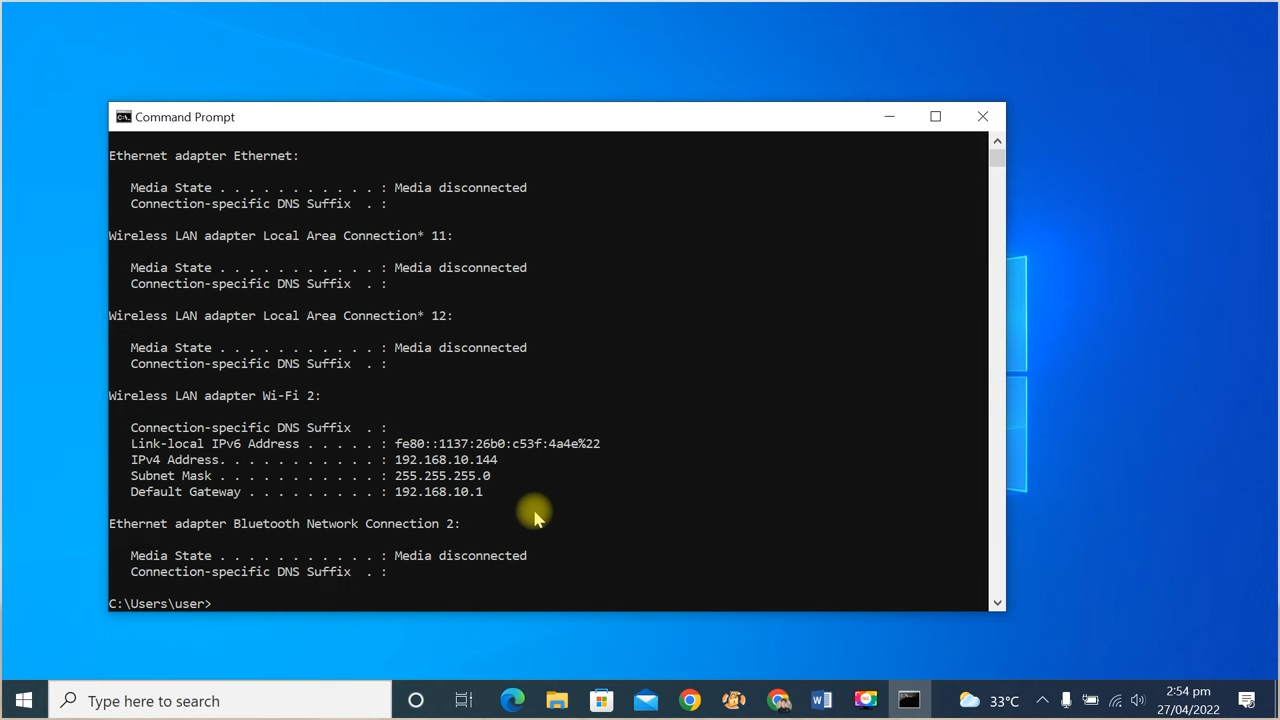 Command Prompt
Ethernet adapter Ethernet:
Media State . . . . . . . . . . . : Media disconnected
Connection-specific DNS Suffix  . :
Wireless LAN adapter Local Area Connection* 11:
Media State . . . . . . . . . . . : Media disconnected
Connection-specific DNS Suffix  . :
Wireless LAN adapter Local Area Connection* 12:
Media State . . . . . . . . . . . : Media disconnected
Connection-specific DNS Suffix  . :
Wireless LAN adapter Wi-Fi 2:
Connection-specific DNS Suffix  . :
Link-local IPv6 Address . . . . . : fe80::1137:26b0:c53f:4a4e%22
IPv4 Address. . . . . . . . . . . : 192.168.10.144
Subnet Mask . . . . . . . . . . . : 255.255.255.0
Default Gateway . . . . . . . . . : 192.168.10.1
Ethernet adapter Bluetooth Network Connection 2:
Media State . . . . . . . . . . . : Media disconnected
Connection-specific DNS Suffix  . :
C:\Users\user>
Type here to search
33°C
2:54 pm
27/04/2022